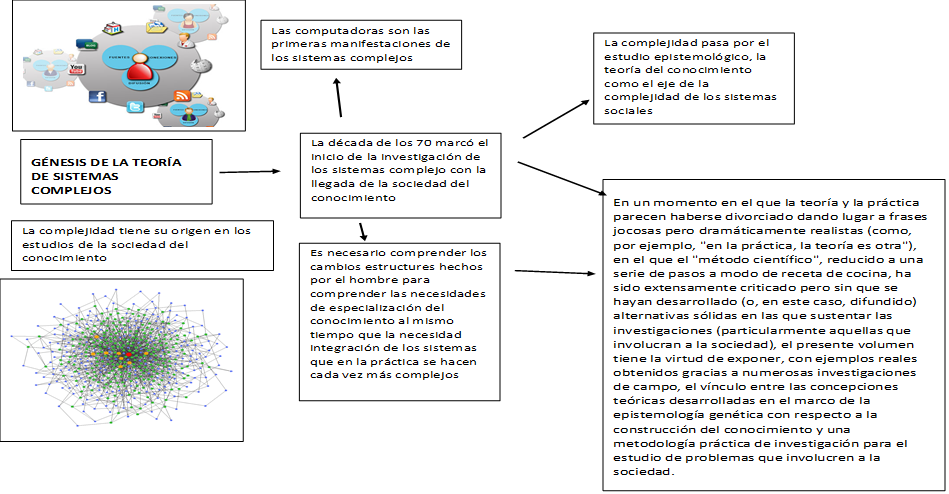 FUENTES
CONEXIONES
DIFUSIÓN
You
Las computadoras son las
primeras manifestaciones de
los sistemas complejos
La complejidad pasa por el
estudio epistemológico, la
teoría del conocimiento
como el eje de la
complejidad de los sistemas
sociales
GÉNESIS DE LA TEORÍA
DE SISTEMAS
COMPLEJOS
La década de los 70 marcó el
inicio de la investigación de
los sistemas complejo con la
llegada de la sociedad del
conocimiento
La complejidad tiene su origen en los
estudios de la sociedad del
conocimiento
Es necesario comprender los
cambios estructures hechos
por el hombre para
comprender las necesidades
de especialización del
conocimiento al mismo
tiempo que la necesidad
integración de los sistemas
que en la práctica se hacen
cada vez más complejos
En un momento en el que la teoría y la práctica
parecen haberse divorciado dando lugar a frases
jocosas pero dramáticamente realistas (como,
por ejemplo, "en la práctica, la teoría es otra"),
en el que el "método científico", reducido a una
serie de pasos a modo de receta de cocina, ha
sido extensamente criticado pero sin que se
hayan desarrollado (o, en este caso, difundido)
alternativas sólidas en las que sustentar las
investigaciones (particularmente aquellas que
involucran a la sociedad), el presente volumen
tiene la virtud de exponer, con ejemplos reales
obtenidos gracias a numerosas investigaciones
de campo, el vínculo entre las concepciones
teóricas desarrolladas en el marco de la
epistemología genética con respecto a la
construcción del conocimiento y una
metodología práctica de investigación para el
estudio de problemas que involucren a la
sociedad.